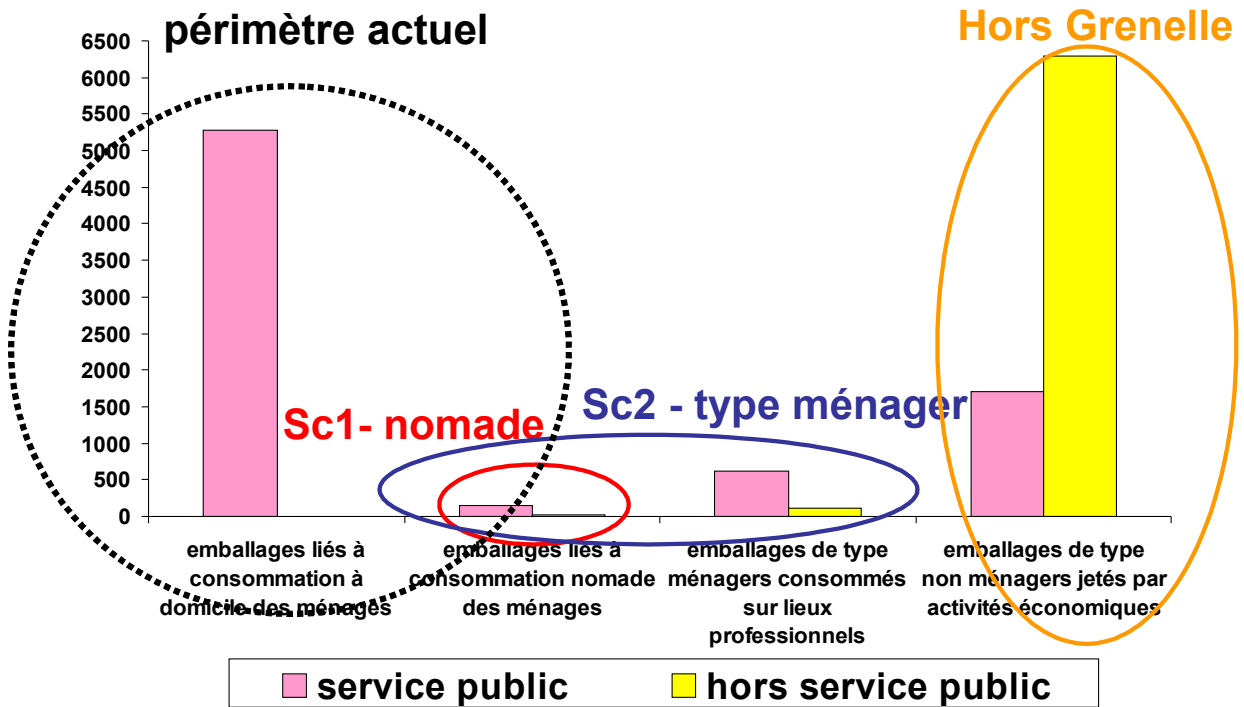 périmètre actuel
Hors Grenelle
6500
6000
5500
5000
4500
4000
3500
3000
2500
2000
1500
1000
500
0
Sc1- nomade
Sc2 - type ménager
emballages liés à
consommation à
domicile des ménages
emballages liés à
consommation nomade
des ménages
emballages de type
ménagers consommés
sur lieux
professionnels
emballages de type
non ménagers jetés par
activités économiques
service public
hors service public